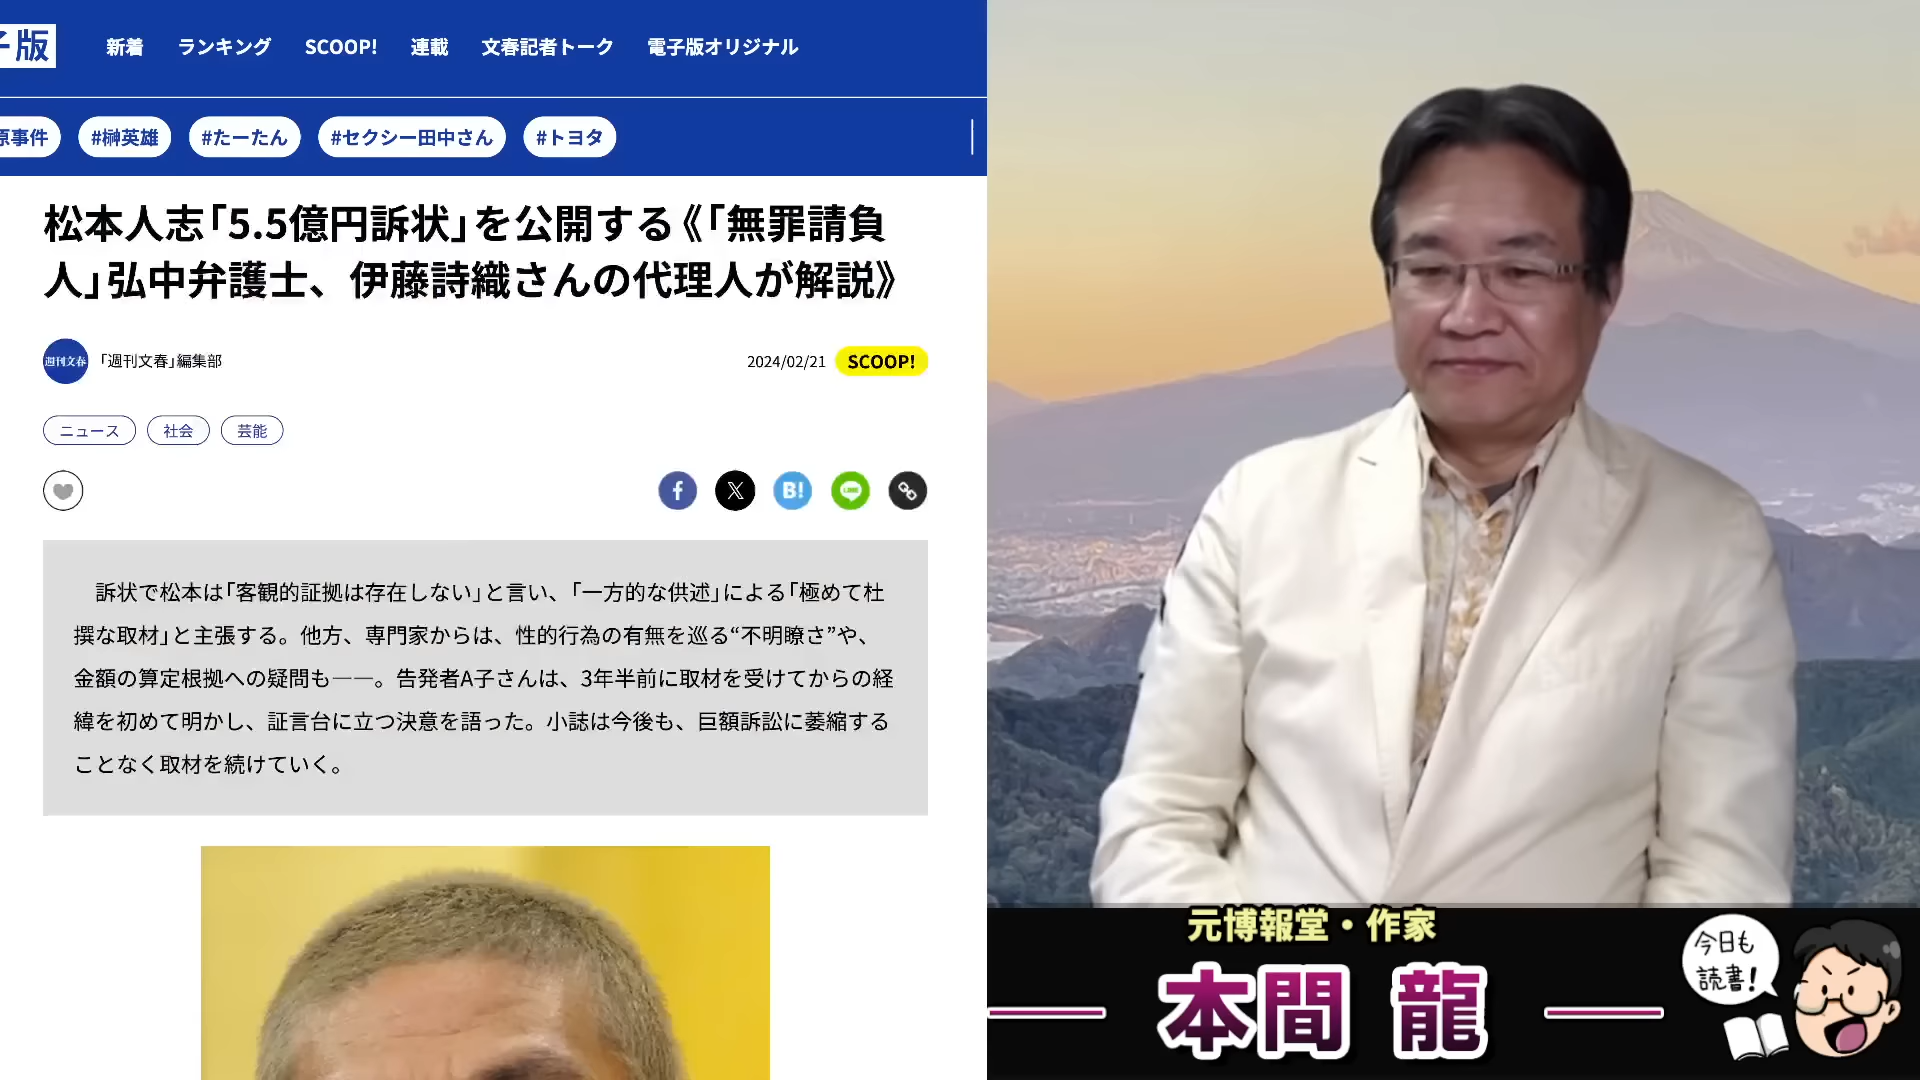 子版
新着 ランキング SCOOP! 連載 文春記者トーク 電子版オリジナル
原事件 #榊英雄 #たーたん #セクシー田中さん #トヨタ
松本人志「5.5億円訴状」を公開する《「無罪請負
人」弘中弁護士、伊藤詩織さんの代理人が解説》
週刊文春 「週刊文春」編集部 2024/02/21 SCOOP!
ニュース 社会 芸能
f X B! LINE
訴状で松本は「客観的証拠は存在しない」と言い、「一方的な供述」による「極めて杜
撰な取材」と主張する。他方、専門家からは、性的行為の有無を巡る“不明瞭さ”や、
金額の算定根拠への疑問も――。告発者A子さんは、3年半前に取材を受けてからの経
緯を初めて明かし、証言台に立つ決意を語った。小誌は今後も、巨額訴訟に萎縮する
ことなく取材を続けていく。
元博報堂・作家
本間 龍
今日も
読書!